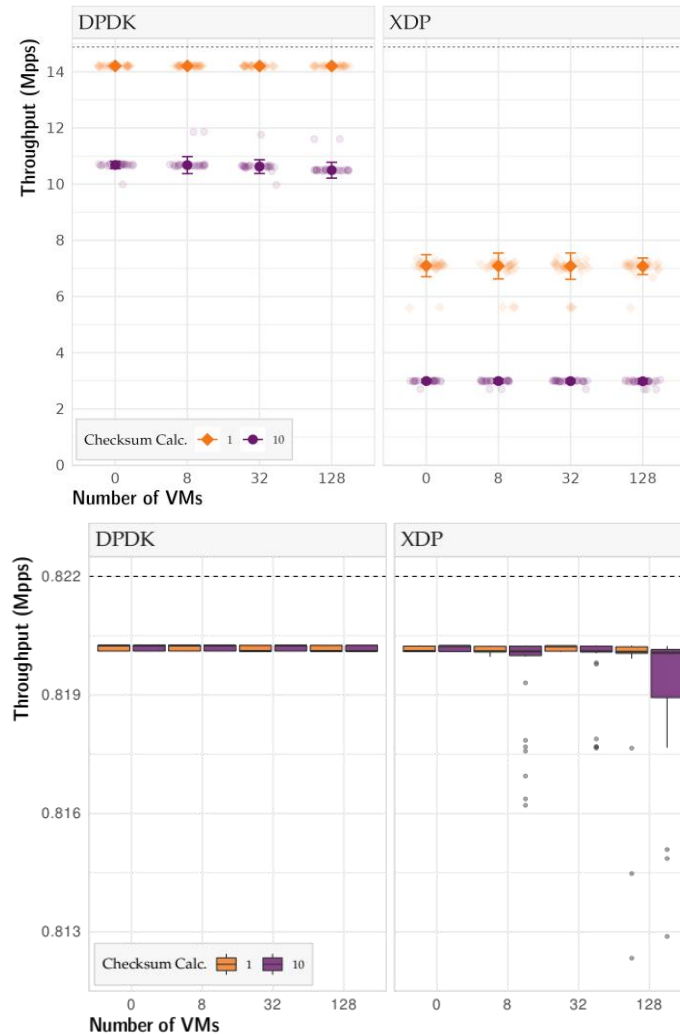 DPDK XDP
Throughput (Mpps)
14
12
10
8
6
4
2
0
Checksum Calc. 1 10
0 8 32 128 0 8 32 128
Number of VMs
DPDK XDP
Throughput (Mpps)
0.822
0.819
0.816
0.813
Checksum Calc. 1 10
0 8 32 128 0 8 32 128
Number of VMs